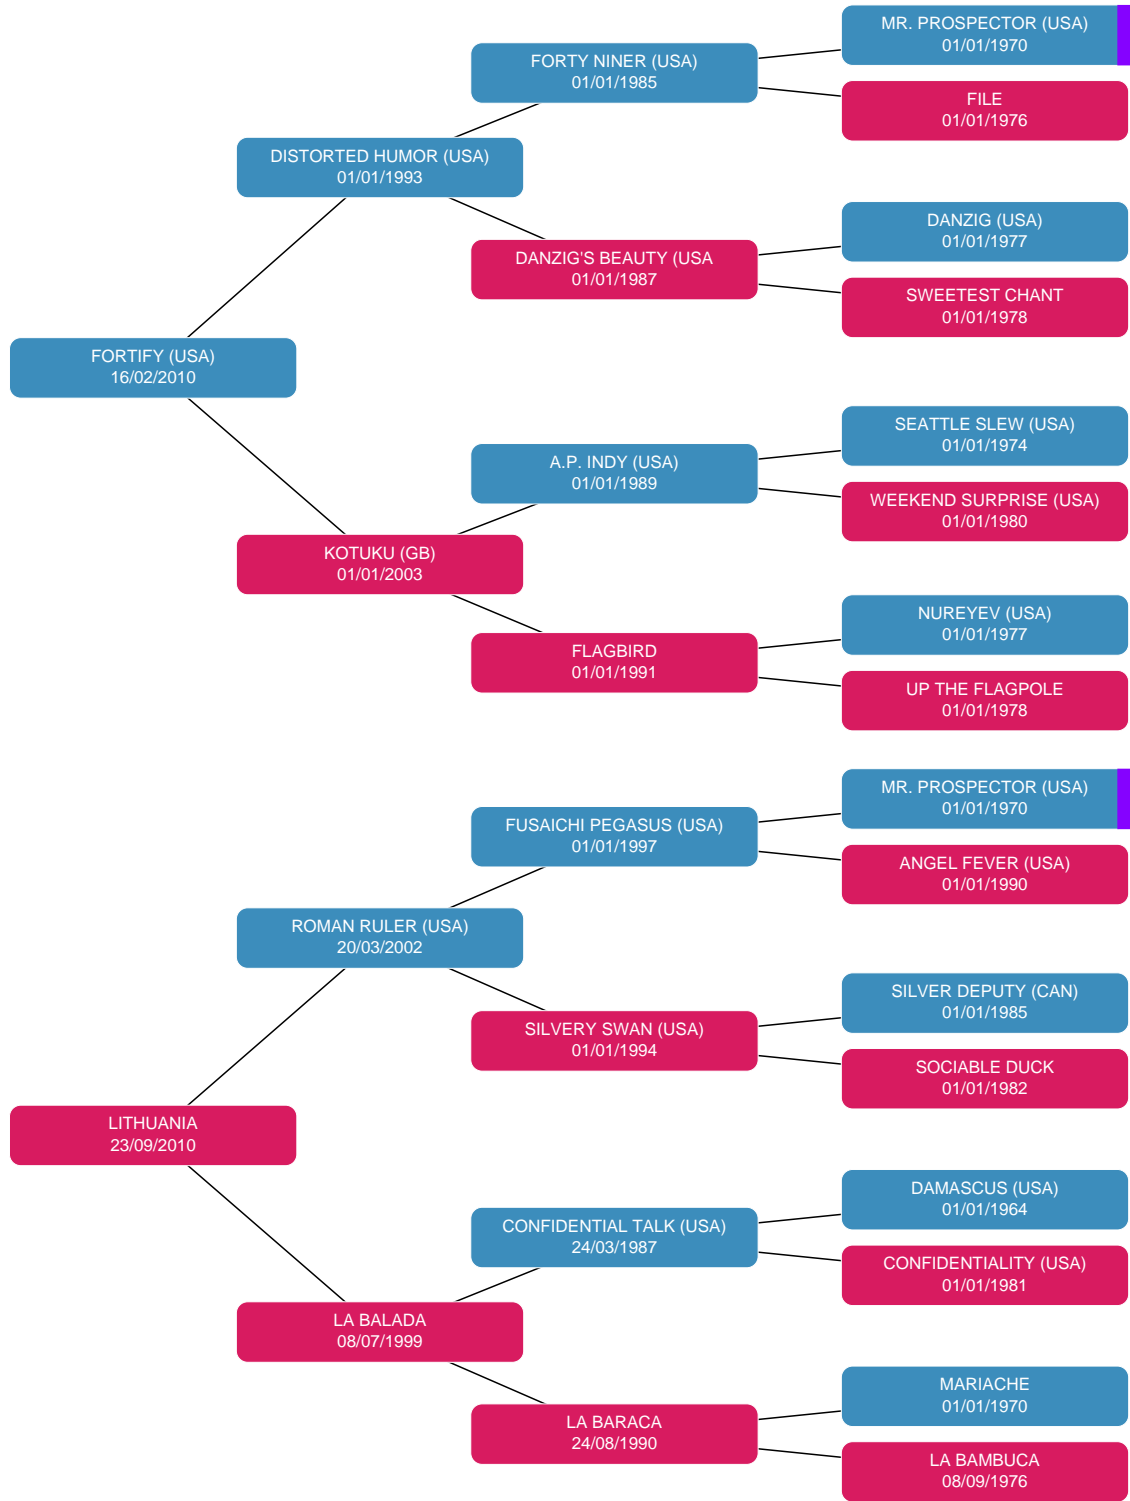 MR. PROSPECTOR (USA)
01/01/1970
FORTY NINER (USA)
01/01/1985
FILE
01/01/1976
DISTORTED HUMOR (USA)
01/01/1993
DANZIG (USA)
01/01/1977
DANZIG'S BEAUTY (USA
01/01/1987
SWEETEST CHANT
01/01/1978
FORTIFY (USA)
16/02/2010
SEATTLE SLEW (USA)
01/01/1974
A.P. INDY (USA)
01/01/1989
WEEKEND SURPRISE (USA)
01/01/1980
KOTUKU (GB)
01/01/2003
NUREYEV (USA)
01/01/1977
FLAGBIRD
01/01/1991
UP THE FLAGPOLE
01/01/1978
MR. PROSPECTOR (USA)
01/01/1970
FUSAICHI PEGASUS (USA)
01/01/1997
ANGEL FEVER (USA)
01/01/1990
ROMAN RULER (USA)
20/03/2002
SILVER DEPUTY (CAN)
01/01/1985
SILVERY SWAN (USA)
01/01/1994
SOCIABLE DUCK
01/01/1982
LITHUANIA
23/09/2010
DAMASCUS (USA)
01/01/1964
CONFIDENTIAL TALK (USA)
24/03/1987
CONFIDENTIALITY (USA)
01/01/1981
LA BALADA
08/07/1999
MARIACHE
01/01/1970
LA BARACA
24/08/1990
LA BAMBUCA
08/09/1976